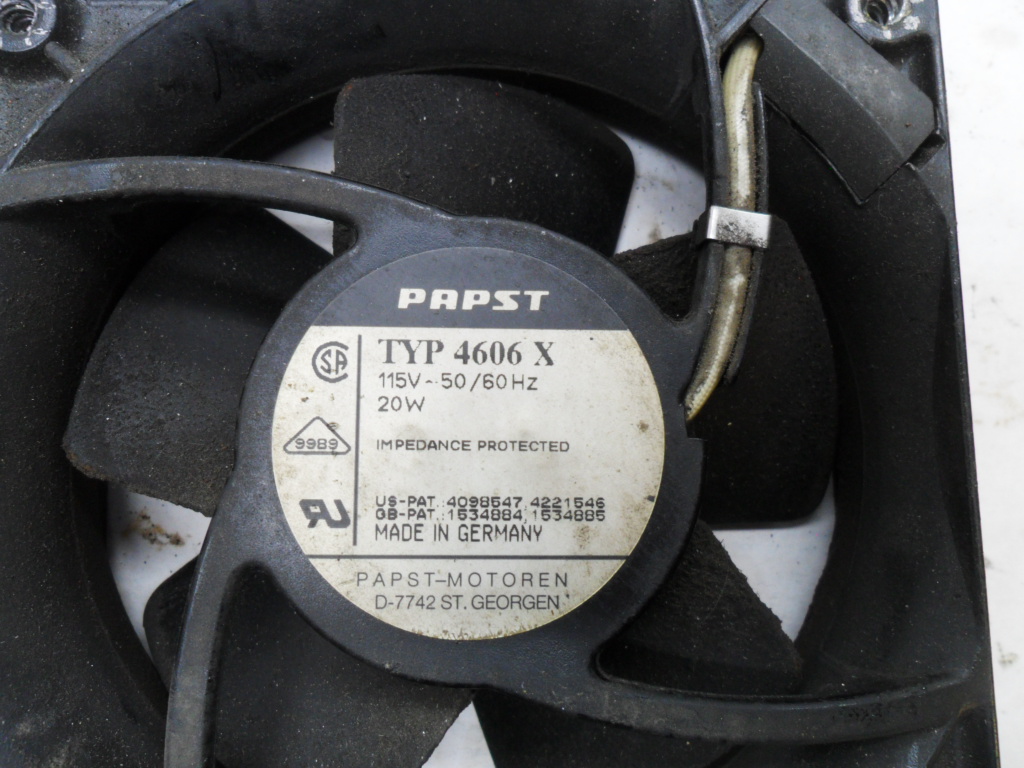 PAPST
TYP 4606 X
115V~50/60Hz
20W
9989
IMPEDANCE PROTECTED
US-PAT.:4098547, 4221546
GB-PAT.:1534884, 1534885
MADE IN GERMANY
PAPST-MOTOREN
D-7742 ST. GEORGEN